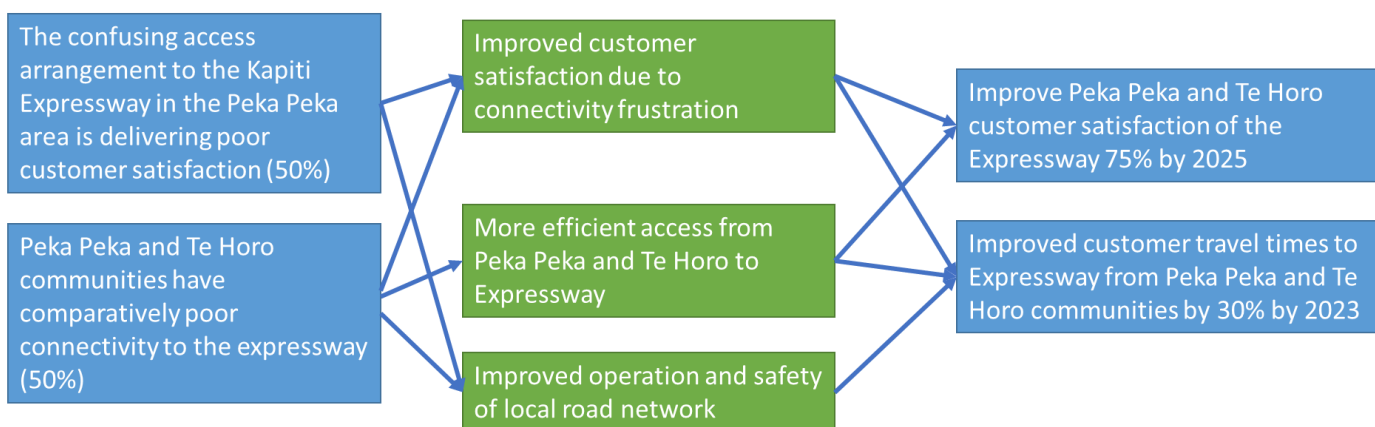 The confusing access
arrangement to the Kapiti
Expressway in the Peka Peka
area is delivering poor
customer satisfaction (50%)
Peka Peka and Te Horo
communities have
comparatively poor
connectivity to the expressway
(50%)
Improved customer
satisfaction due to
connectivity frustration
More efficient access from
Peka Peka and Te Horo to
Expressway
Improved operation and safety
of local road network
Improve Peka Peka and Te Horo
customer satisfaction of the
Expressway 75% by 2025
Improved customer travel times to
Expressway from Peka Peka and Te
Horo communities by 30% by 2023